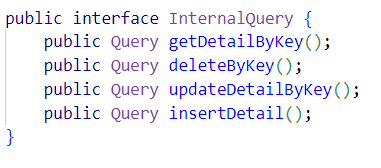 public interface InternalQuery {
    public Query getDetailByKey();
    public Query deleteByKey();
    public Query updateDetailByKey();
    public Query insertDetail();
}